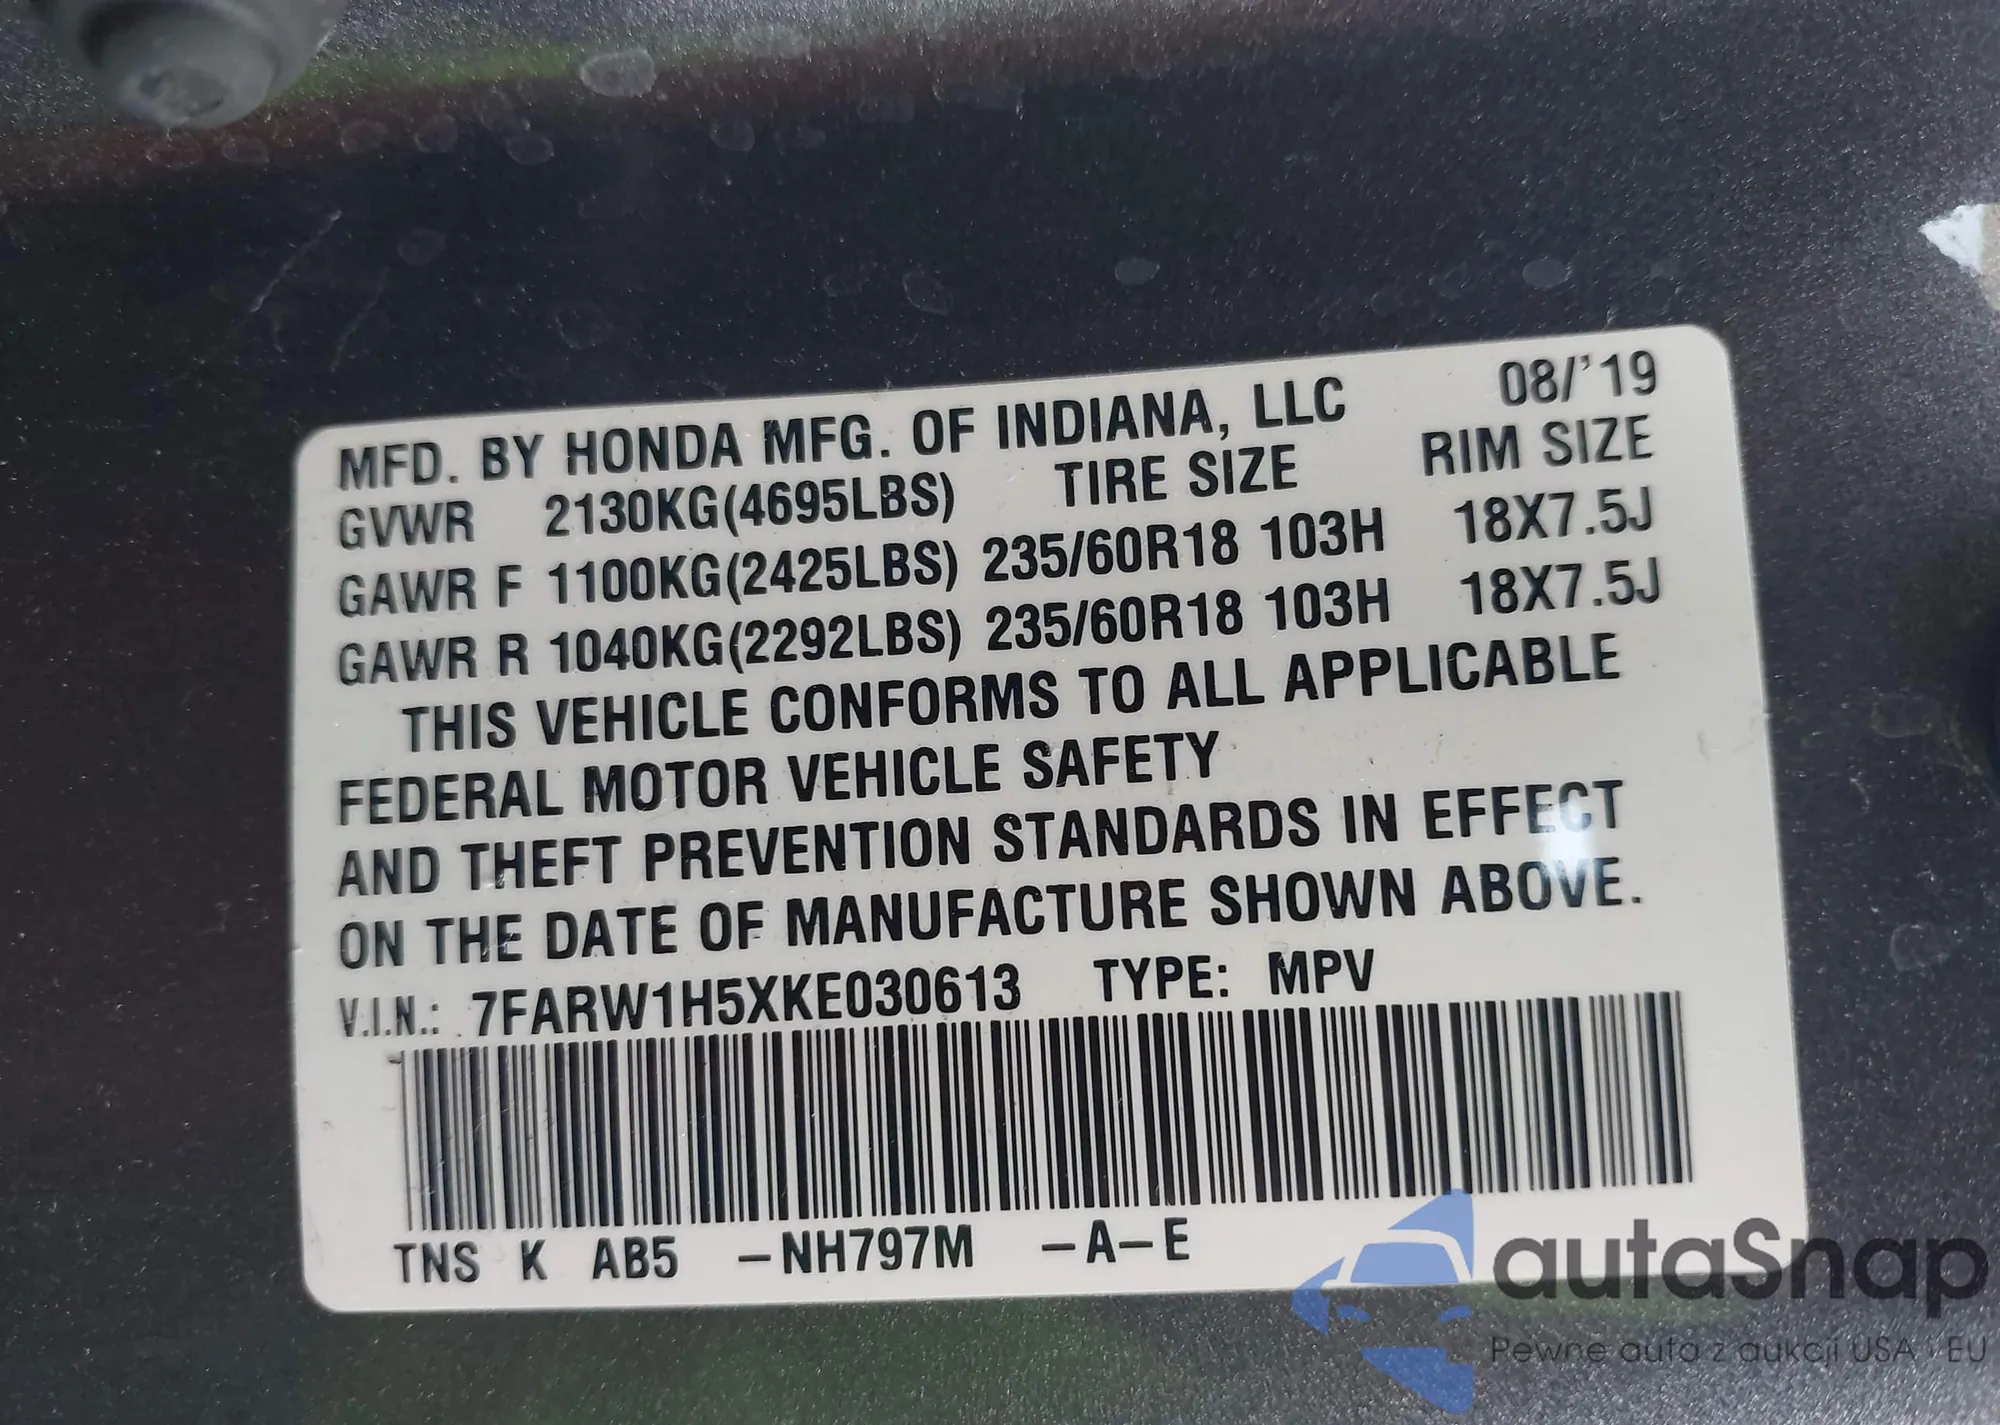 MFD. BY HONDA MFG. OF INDIANA, LLC 08/'19
GVWR 2130KG(4695LBS) TIRE SIZE RIM SIZE
GAWR F 1100KG(2425LBS) 235/60R18 103H 18X7.5J
GAWR R 1040KG(2292LBS) 235/60R18 103H 18X7.5J
THIS VEHICLE CONFORMS TO ALL APPLICABLE
FEDERAL MOTOR VEHICLE SAFETY
AND THEFT PREVENTION STANDARDS IN EFFECT
ON THE DATE OF MANUFACTURE SHOWN ABOVE.
V.I.N.: 7FARW1H5XKE030613 TYPE: MPV
TNS K AB5 -NH797M -A-E
autaSnap
Pewne auta z aukcji USA i EU